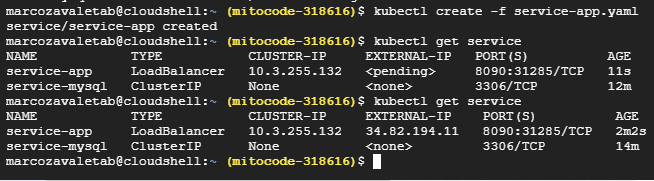 marcozavaletab@cloudshell:~ (mitocode-318616)$ kubectl create -f service-app.yaml
service/service-app created
marcozavaletab@cloudshell:~ (mitocode-318616)$ kubectl get service
NAME TYPE CLUSTER-IP EXTERNAL-IP PORT(S) AGE
service-app LoadBalancer 10.3.255.132 <pending> 8090:31285/TCP 11s
service-mysql ClusterIP None <none> 3306/TCP 12m
marcozavaletab@cloudshell:~ (mitocode-318616)$ kubectl get service
NAME TYPE CLUSTER-IP EXTERNAL-IP PORT(S) AGE
service-app LoadBalancer 10.3.255.132 34.82.194.11 8090:31285/TCP 2m2s
service-mysql ClusterIP None <none> 3306/TCP 14m
marcozavaletab@cloudshell:~ (mitocode-318616)$